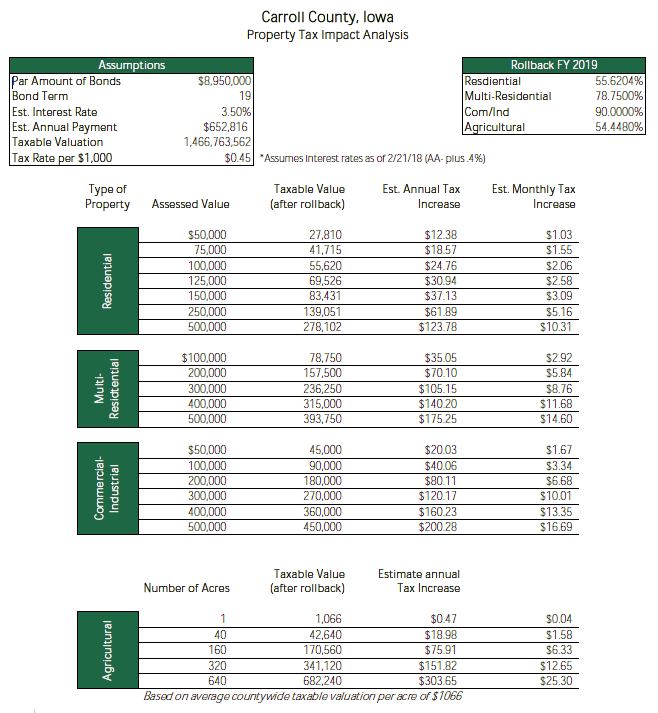 Carroll County, Iowa
Property Tax Impact Analysis
Assumptions
Par Amount of Bonds $8,950,000
Bond Term 19
Est. Interest Rate 3.50%
Est. Annual Payment $652,816
Taxable Valuation 1,466,763,562
Tax Rate per $1,000 $0.45 *Assumes interest rates as of 2/21/18 (AA- plus .4%)
Rollback FY 2019
Resdiential 55.6204%
Multi-Residential 78.7500%
Com/Ind 90.0000%
Agricultural 54.4480%
Type of Property Assessed Value Taxable Value (after rollback) Est. Annual Tax Increase Est. Monthly Tax Increase
Residential
$50,000 27,810 $12.38 $1.03
75,000 41,715 $18.57 $1.55
100,000 55,620 $24.76 $2.06
125,000 69,526 $30.94 $2.58
150,000 83,431 $37.13 $3.09
250,000 139,051 $61.89 $5.16
500,000 278,102 $123.78 $10.31
Multi-
Residtential
$100,000 78,750 $35.05 $2.92
200,000 157,500 $70.10 $5.84
300,000 236,250 $105.15 $8.76
400,000 315,000 $140.20 $11.68
500,000 393,750 $175.25 $14.60
Commercial-
Industrial
$50,000 45,000 $20.03 $1.67
100,000 90,000 $40.06 $3.34
200,000 180,000 $80.11 $6.68
300,000 270,000 $120.17 $10.01
400,000 360,000 $160.23 $13.35
500,000 450,000 $200.28 $16.69
Number of Acres Taxable Value (after rollback) Estimate annual Tax Increase
Agricultural
1 1,066 $0.47 $0.04
40 42,640 $18.98 $1.58
160 170,560 $75.91 $6.33
320 341,120 $151.82 $12.65
640 682,240 $303.65 $25.30
Based on average countywide taxable valuation per acre of $1066